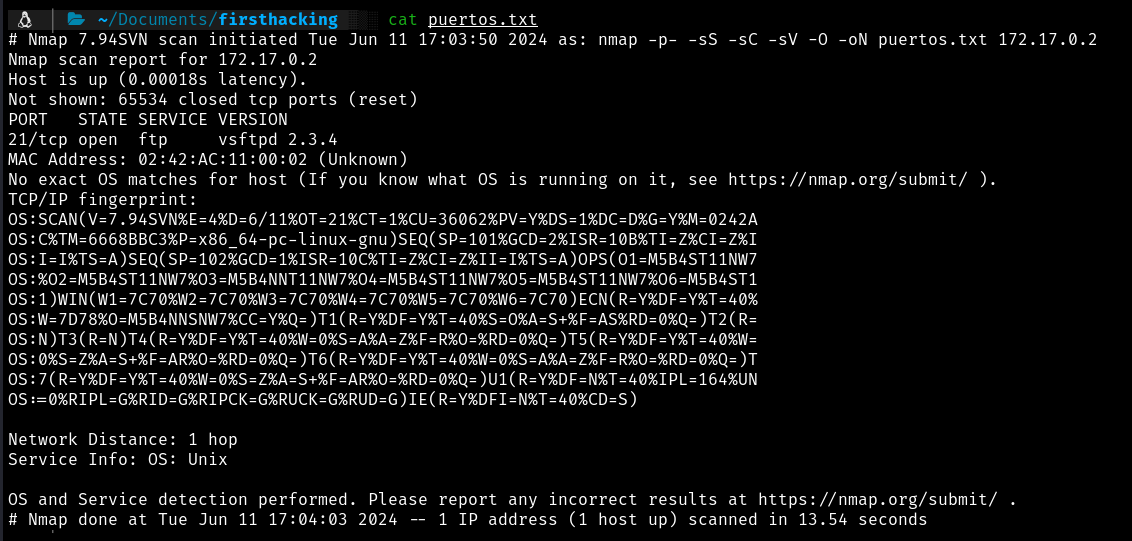 ~/Documents/firsthacking cat puertos.txt
# Nmap 7.94SVN scan initiated Tue Jun 11 17:03:50 2024 as: nmap -p- -sS -sC -sV -O -oN puertos.txt 172.17.0.2
Nmap scan report for 172.17.0.2
Host is up (0.00018s latency).
Not shown: 65534 closed tcp ports (reset)
PORT   STATE SERVICE VERSION
21/tcp open  ftp     vsftpd 2.3.4
MAC Address: 02:42:AC:11:00:02 (Unknown)
No exact OS matches for host (If you know what OS is running on it, see https://nmap.org/submit/ ).
TCP/IP fingerprint:
OS:SCAN(V=7.94SVN%E=4%D=6/11%OT=21%CT=1%CU=36062%PV=Y%DS=1%DC=D%G=Y%M=0242A
OS:C%TM=6668BBC3%P=x86_64-pc-linux-gnu)SEQ(SP=101%GCD=2%ISR=10B%TI=Z%CI=Z%I
OS:I=I%TS=A)SEQ(SP=102%GCD=1%ISR=10C%TI=Z%CI=Z%II=I%TS=A)OPS(O1=M5B4ST11NW7
OS:%O2=M5B4ST11NW7%O3=M5B4NNT11NW7%O4=M5B4ST11NW7%O5=M5B4ST11NW7%O6=M5B4ST1
OS:1)WIN(W1=7C70%W2=7C70%W3=7C70%W4=7C70%W5=7C70%W6=7C70)ECN(R=Y%DF=Y%T=40%
OS:W=7D78%O=M5B4NNSNW7%CC=Y%Q=)T1(R=Y%DF=Y%T=40%S=O%A=S+%F=AS%RD=0%Q=)T2(R=
OS:N)T3(R=N)T4(R=Y%DF=Y%T=40%W=0%S=A%A=Z%F=R%O=%RD=0%Q=)T5(R=Y%DF=Y%T=40%W=
OS:0%S=Z%A=S+%F=AR%O=%RD=0%Q=)T6(R=Y%DF=Y%T=40%W=0%S=A%A=Z%F=R%O=%RD=0%Q=)T
OS:7(R=Y%DF=Y%T=40%W=0%S=Z%A=S+%F=AR%O=%RD=0%Q=)U1(R=Y%DF=N%T=40%IPL=164%UN
OS:=0%RIPL=G%RID=G%RIPCK=G%RUCK=G%RUD=G)IE(R=Y%DFI=N%T=40%CD=S)
Network Distance: 1 hop
Service Info: OS: Unix
OS and Service detection performed. Please report any incorrect results at https://nmap.org/submit/ .
# Nmap done at Tue Jun 11 17:04:03 2024 -- 1 IP address (1 host up) scanned in 13.54 seconds